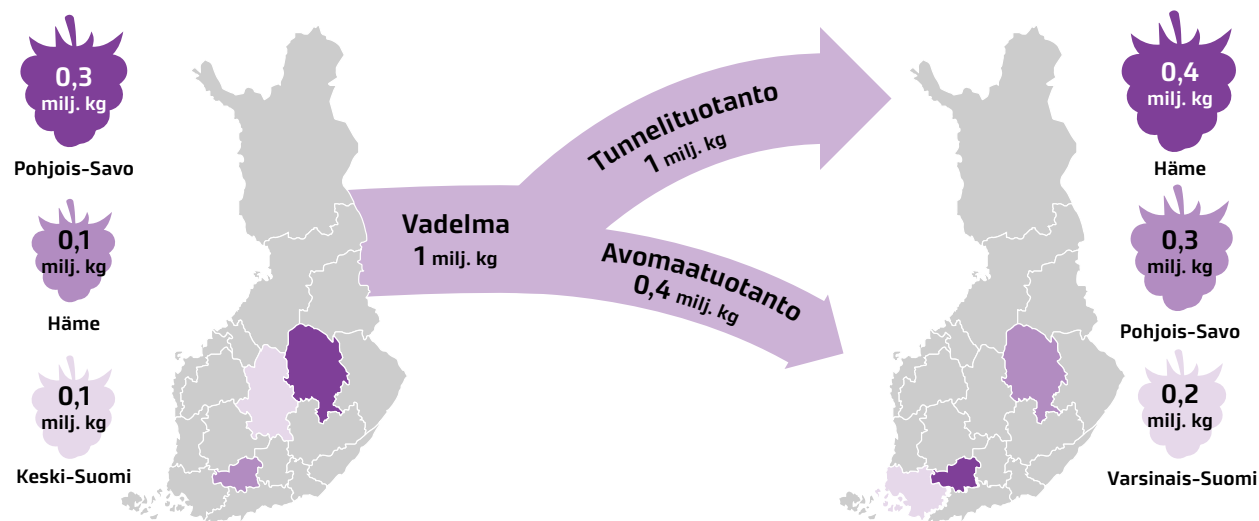 0,3
milj. kg
Pohjois-Savo
0,1
milj. kg
Häme
0,1
milj. kg
Keski-Suomi
Vadelma
1 milj. kg
Tunnelituotanto
1 milj. kg
Avomaatuotanto
0,4 milj. kg
0,4
milj. kg
Häme
0,3
milj. kg
Pohjois-Savo
0,2
milj. kg
Varsinais-Suomi